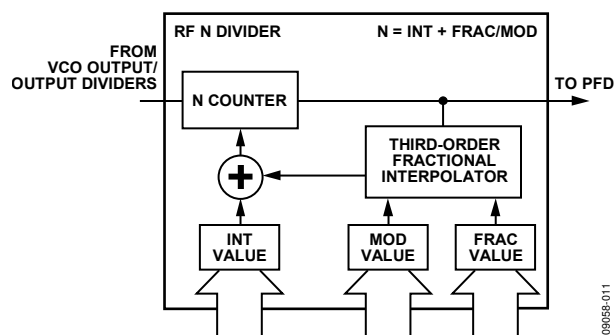 RF N DIVIDER
N = INT + FRAC/MOD
FROM
VCO OUTPUT/
OUTPUT DIVIDERS
N COUNTER
TO PFD
THIRD-ORDER
FRACTIONAL
INTERPOLATOR
+
INT
VALUE
MOD
VALUE
FRAC
VALUE
09058-011